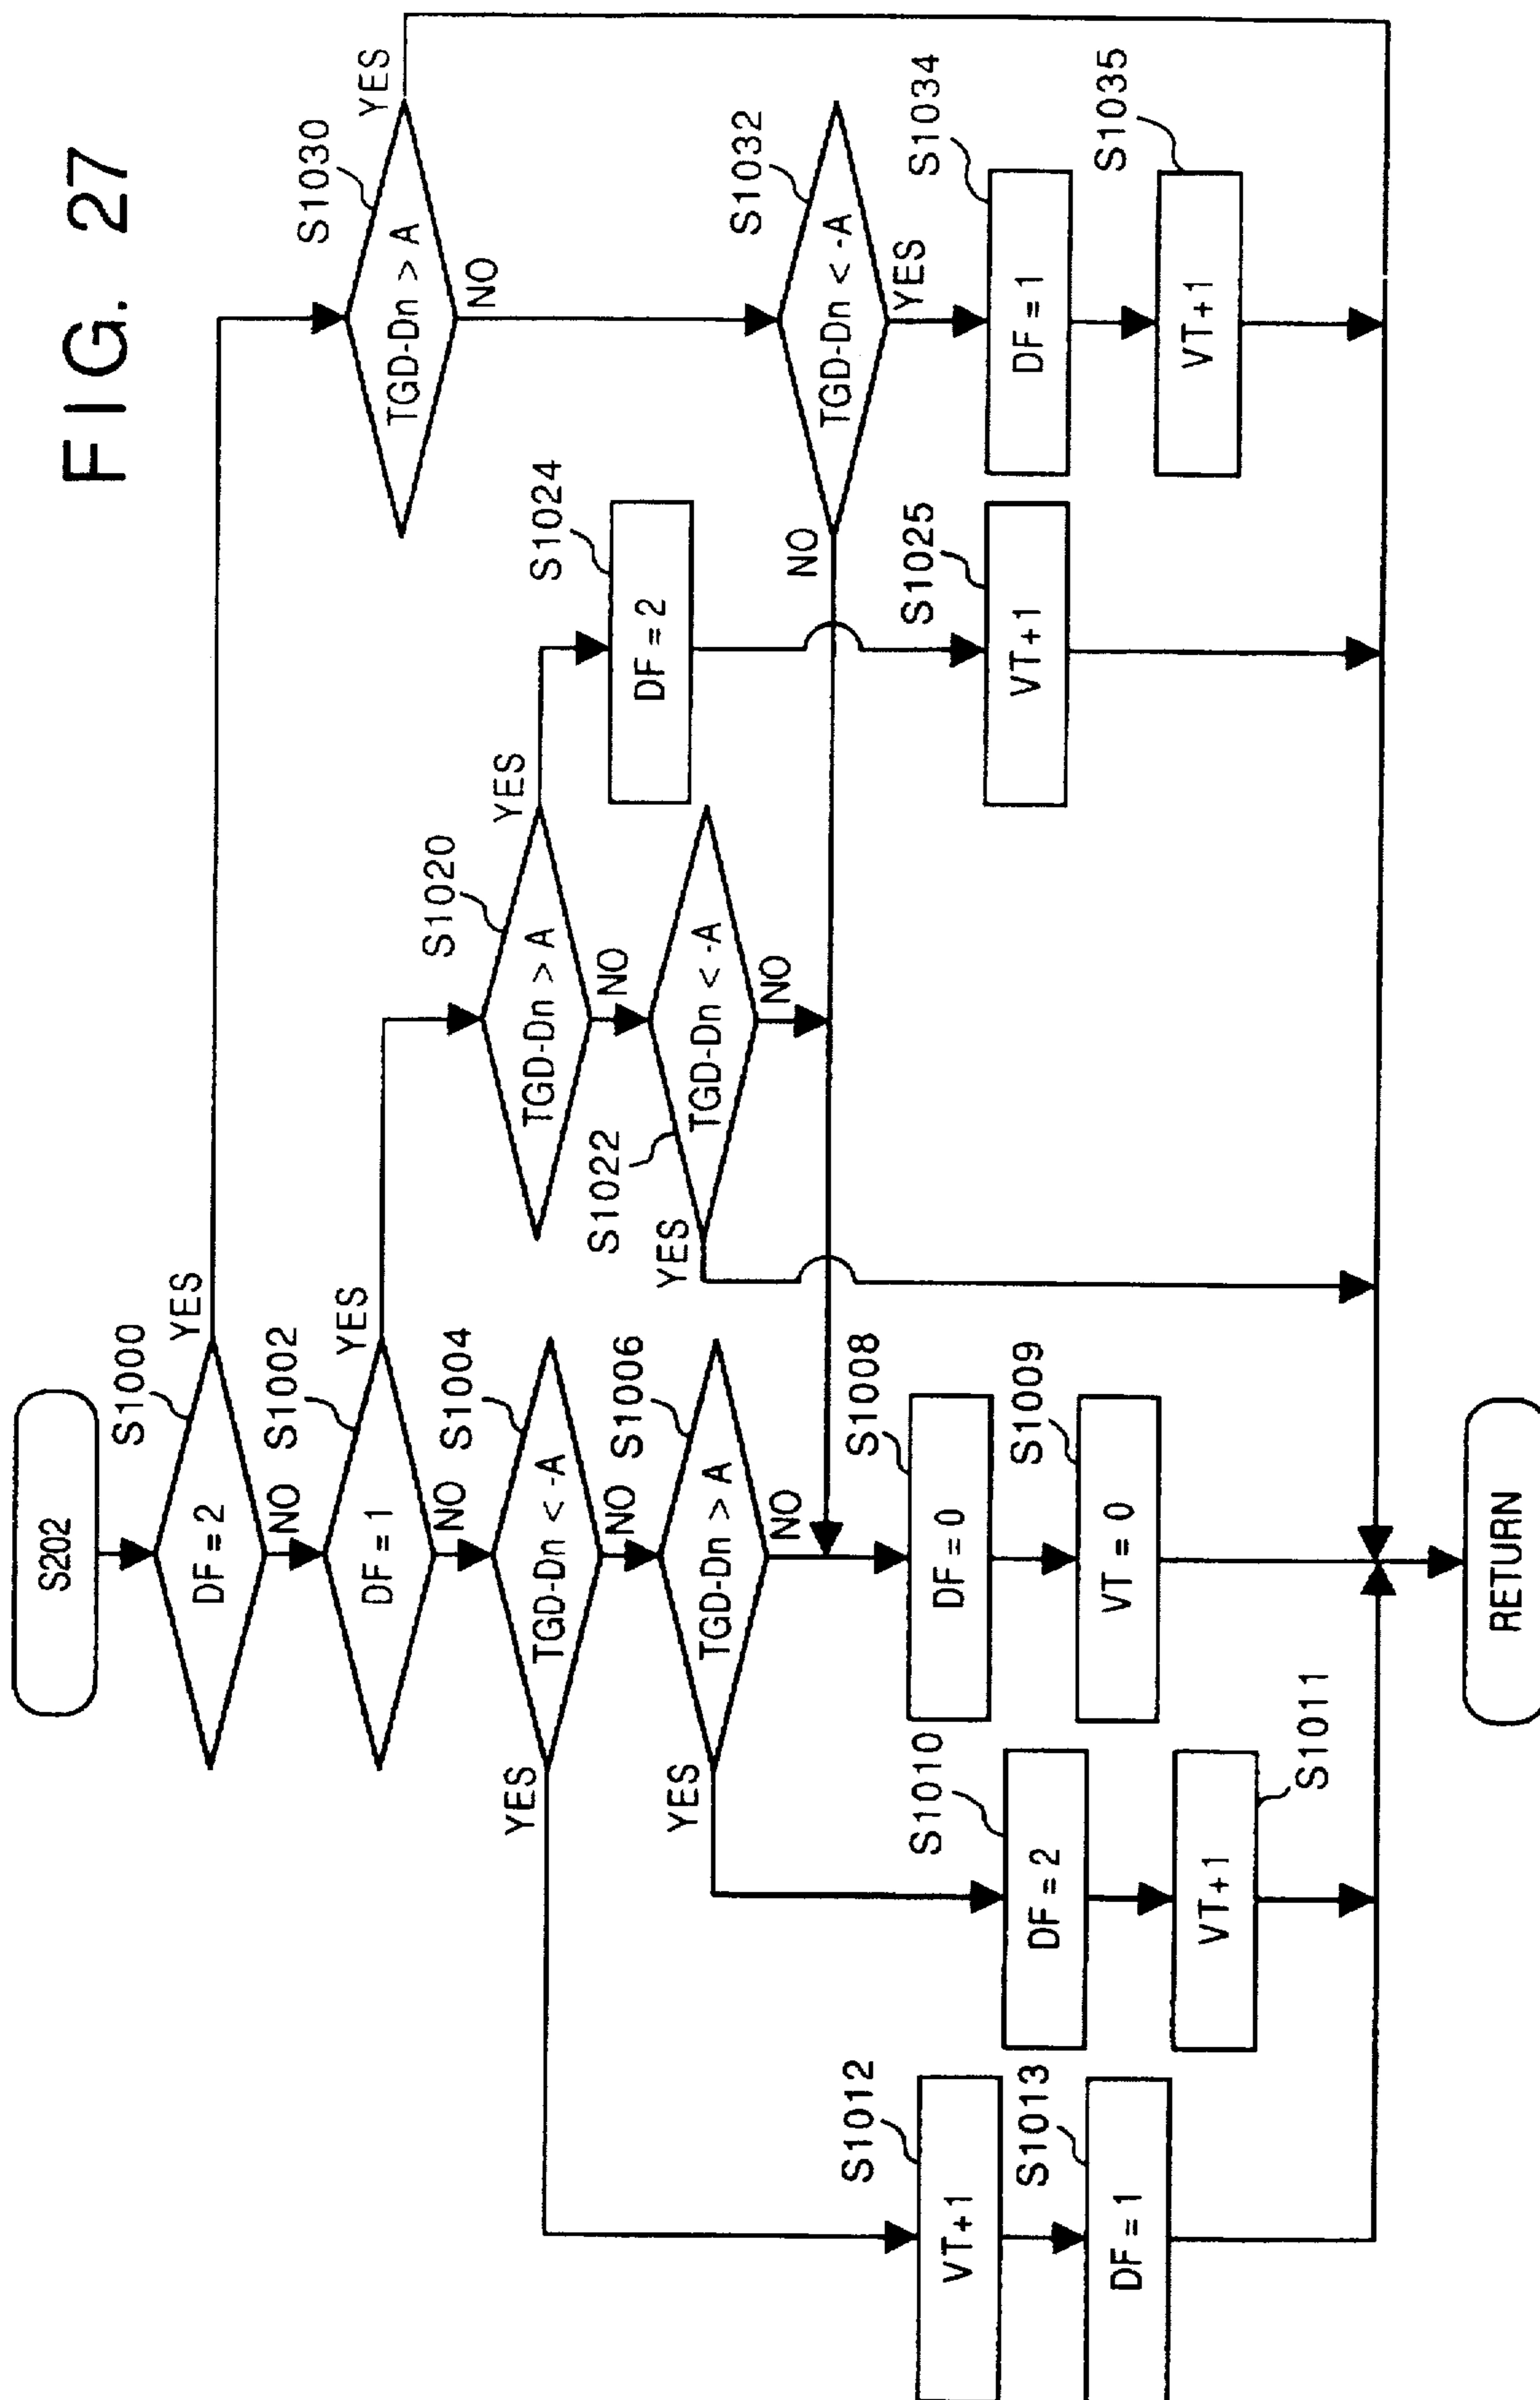 FIG. 27
S202
S1000
DF = 2
YES
NO
S1002
DF = 1
YES
NO
S1004
TGD-Dn < -A
YES
NO
S1006
TGD-Dn > A
YES
NO
S1008
DF = 0
S1009
VT = 0
S1010
DF = 2
S1011
VT+1
S1012
VT+1
S1013
DF = 1
S1020
TGD-Dn > A
YES
NO
S1022
TGD-Dn < -A
YES
NO
S1024
DF = 2
S1025
VT+1
S1030
TGD-Dn > A
YES
NO
S1032
TGD-Dn < -A
NO
YES
S1034
DF = 1
S1035
VT+1
RETURN